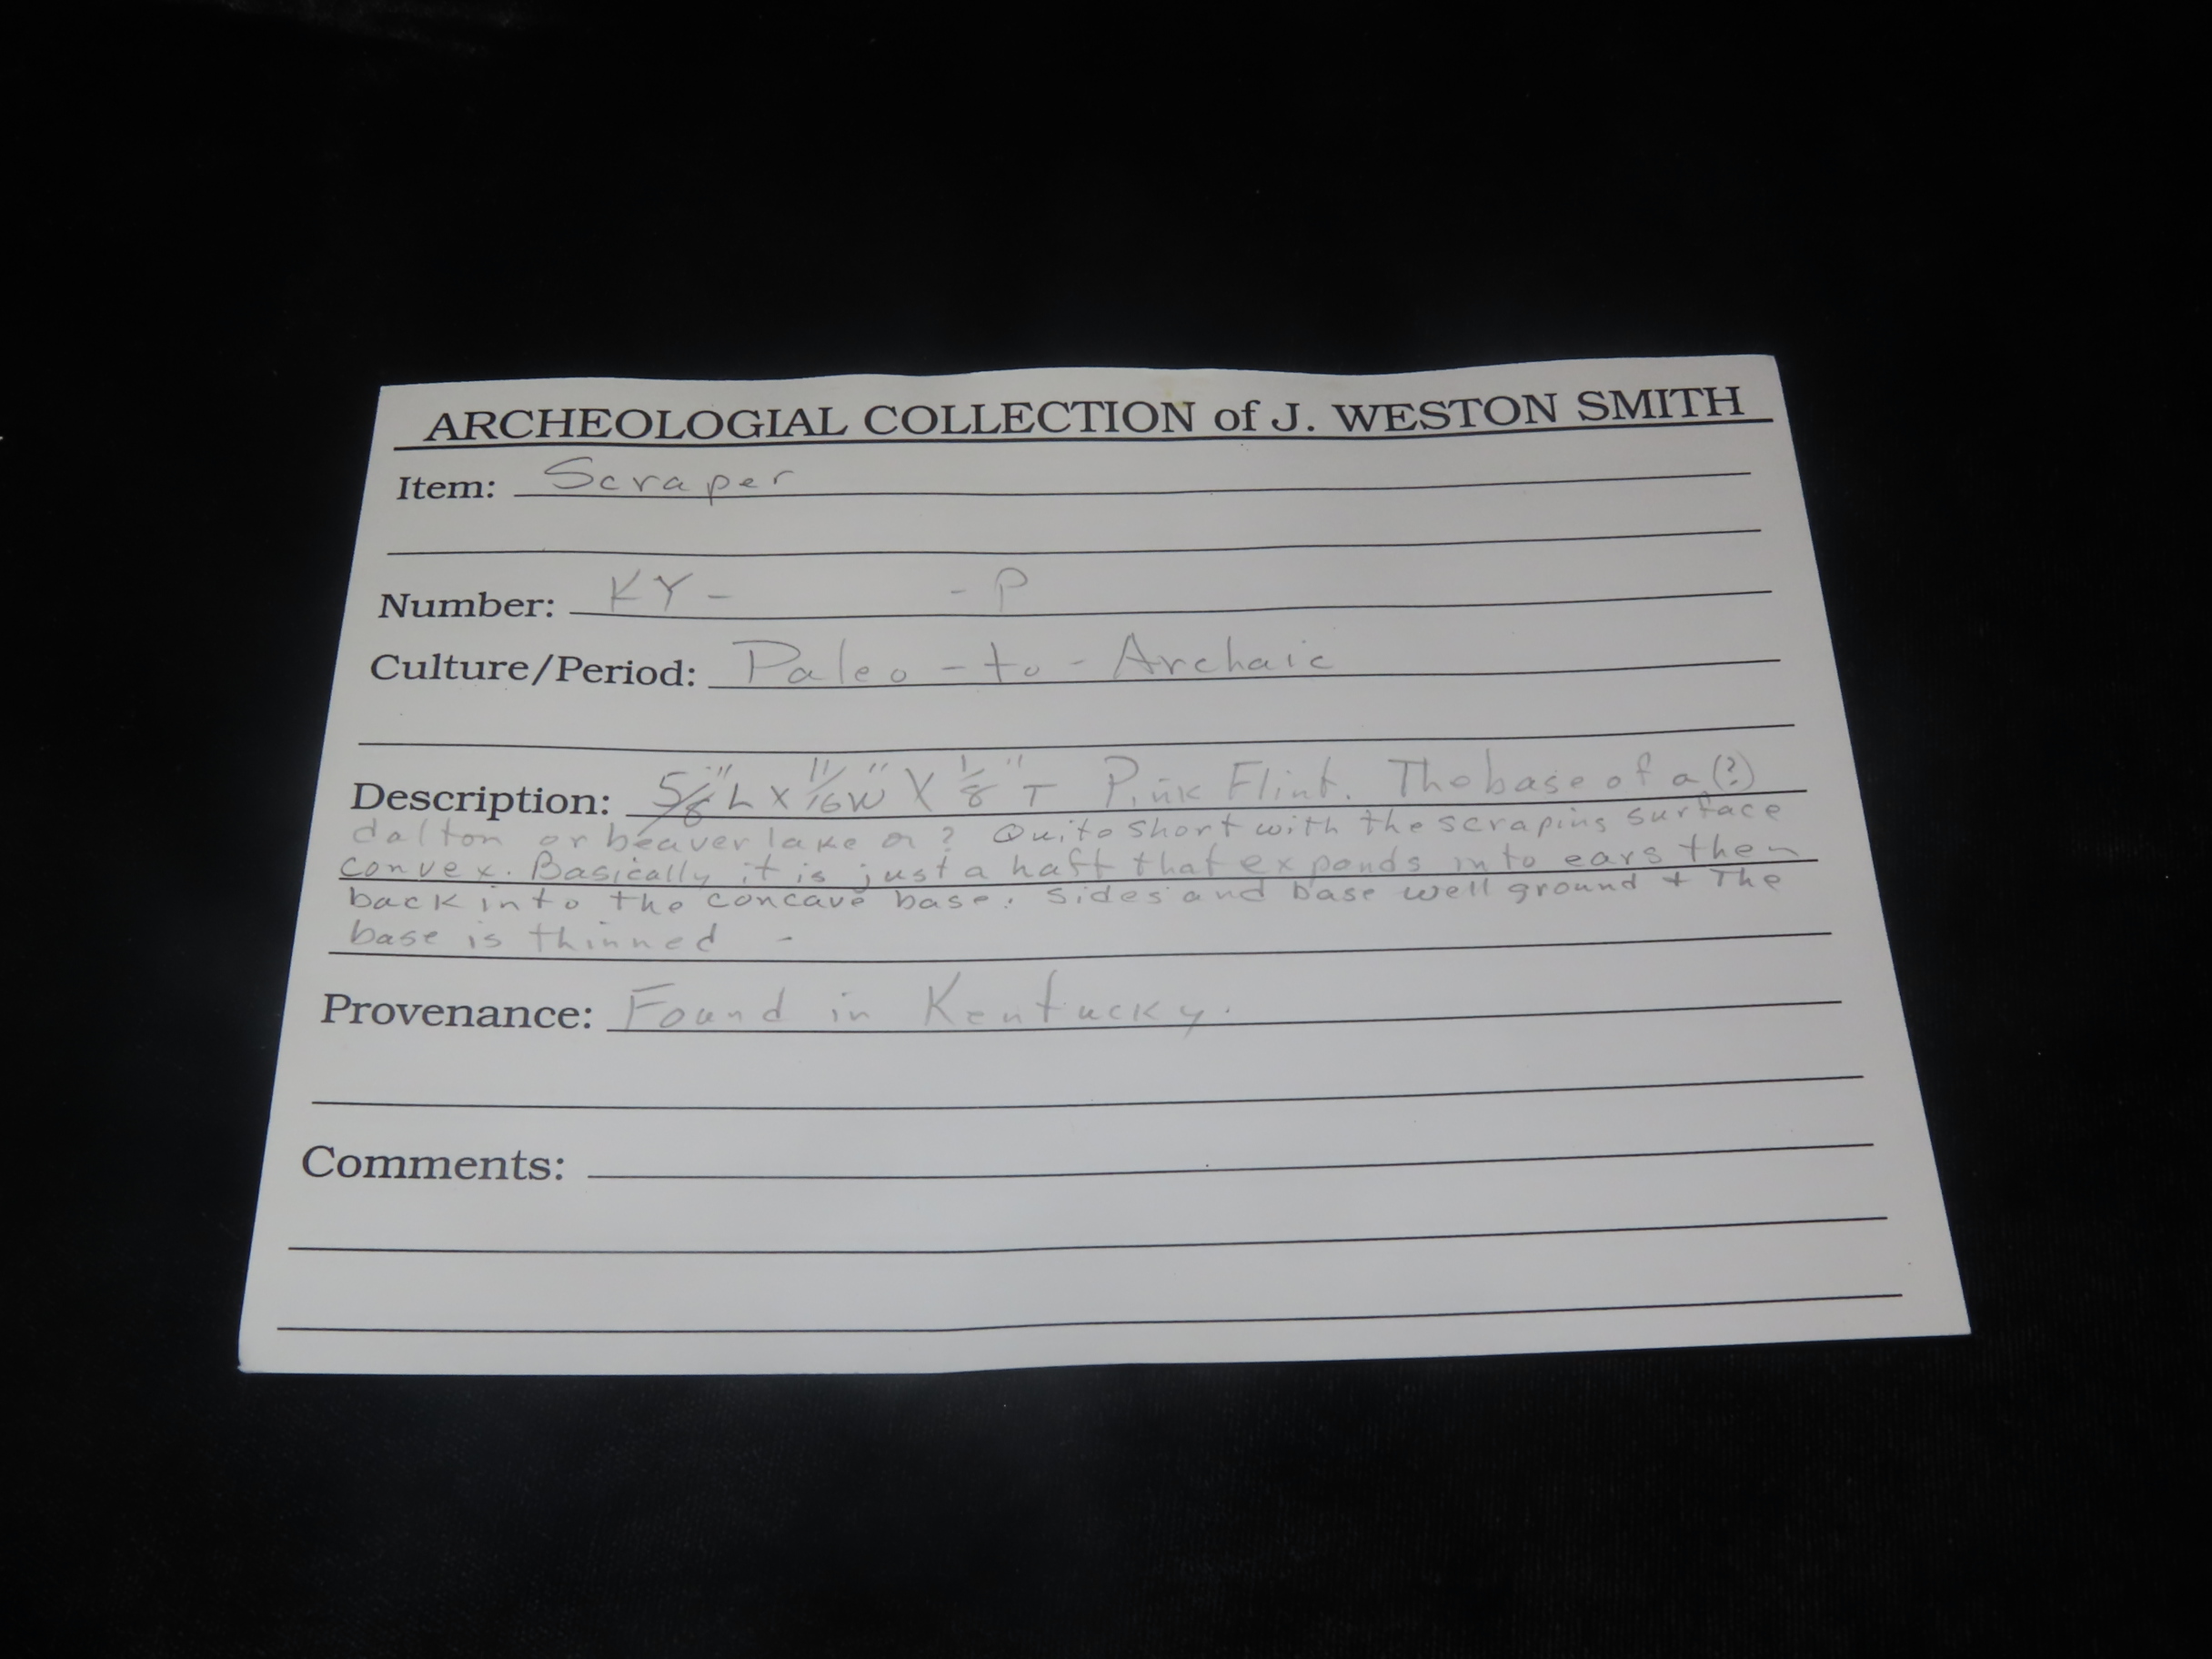 ARCHEOLOGIAL COLLECTION of J. WESTON SMITH
Item: Scraper
Number: KY- -P
Culture/Period: Paleo-to-Archaic
Description: 5/8" L X 11/16" W X 1/8" T Pink Flint. The base of a (?)
dalton or beaver lake or ? Quite short with the scraping surface
convex. Basically it is just a haft that expands into ears then
back into the concave base. Sides and base well ground + The
base is thinned -
Provenance: Found in Kentucky.
Comments: